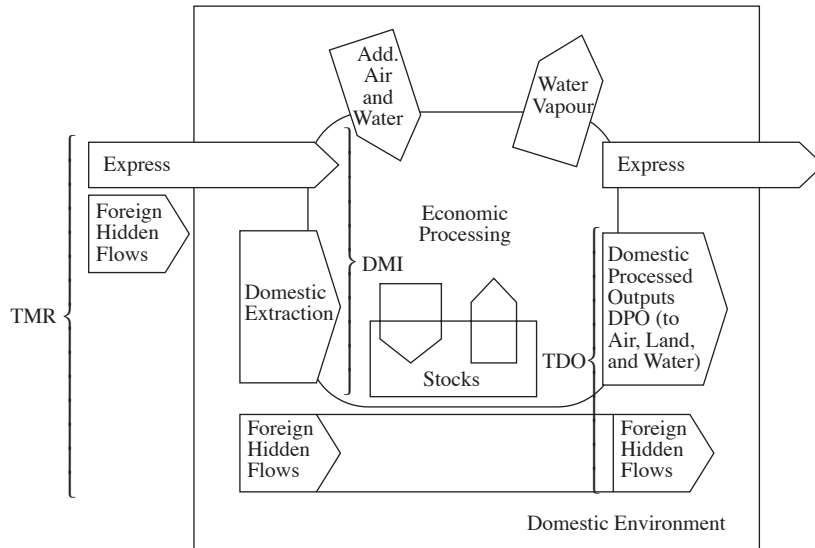 Add.
Air
and
Water
Water
Vapour
Express
Express
Foreign
Hidden
Flows
Economic
Processing
Domestic
Extraction
DMI
Domestic
Processed
Outputs
DPO (to
Air, Land,
and Water)
TMR
TDO
Stocks
Foreign
Hidden
Flows
Foreign
Hidden
Flows
Domestic Environment